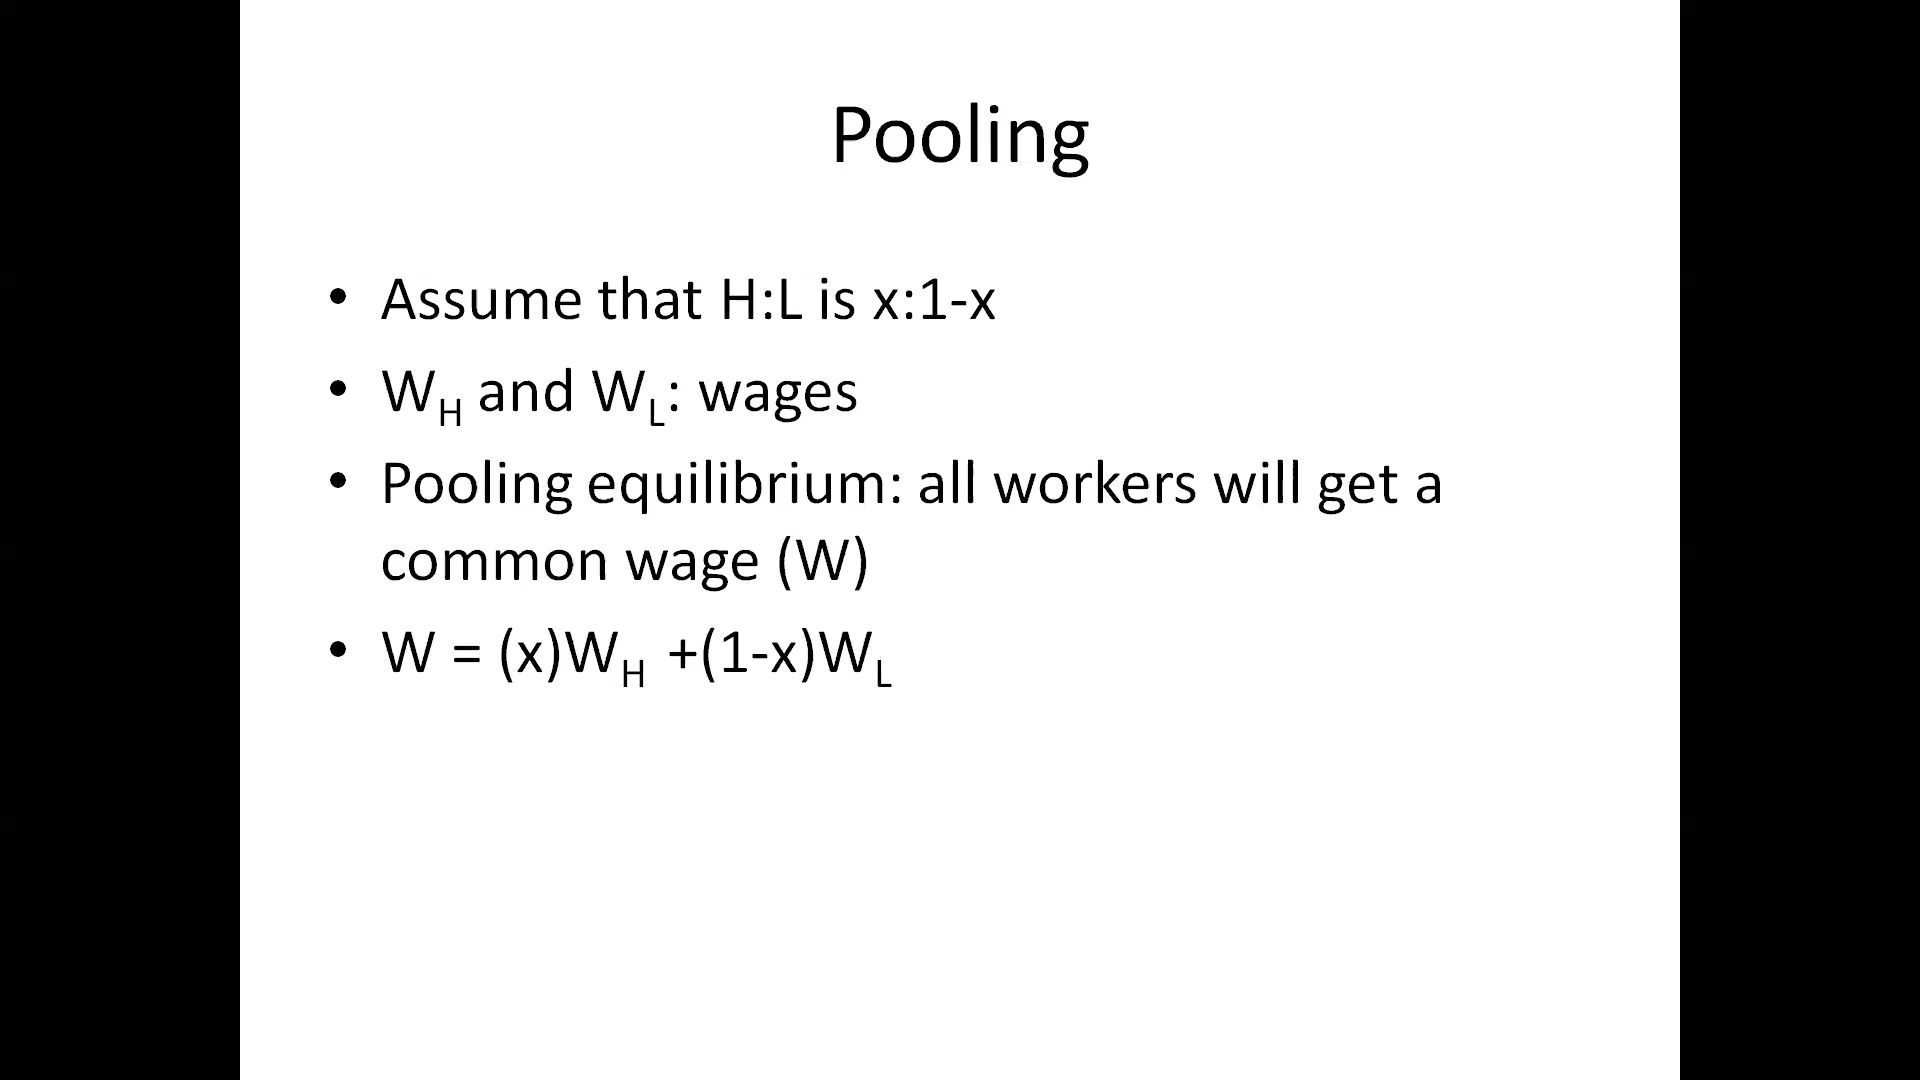 Pooling
• Assume that H:L is x:1-x
• W_H and W_L: wages
• Pooling equilibrium: all workers will get a
common wage (W)
• W = (x)W_H +(1-x)W_L